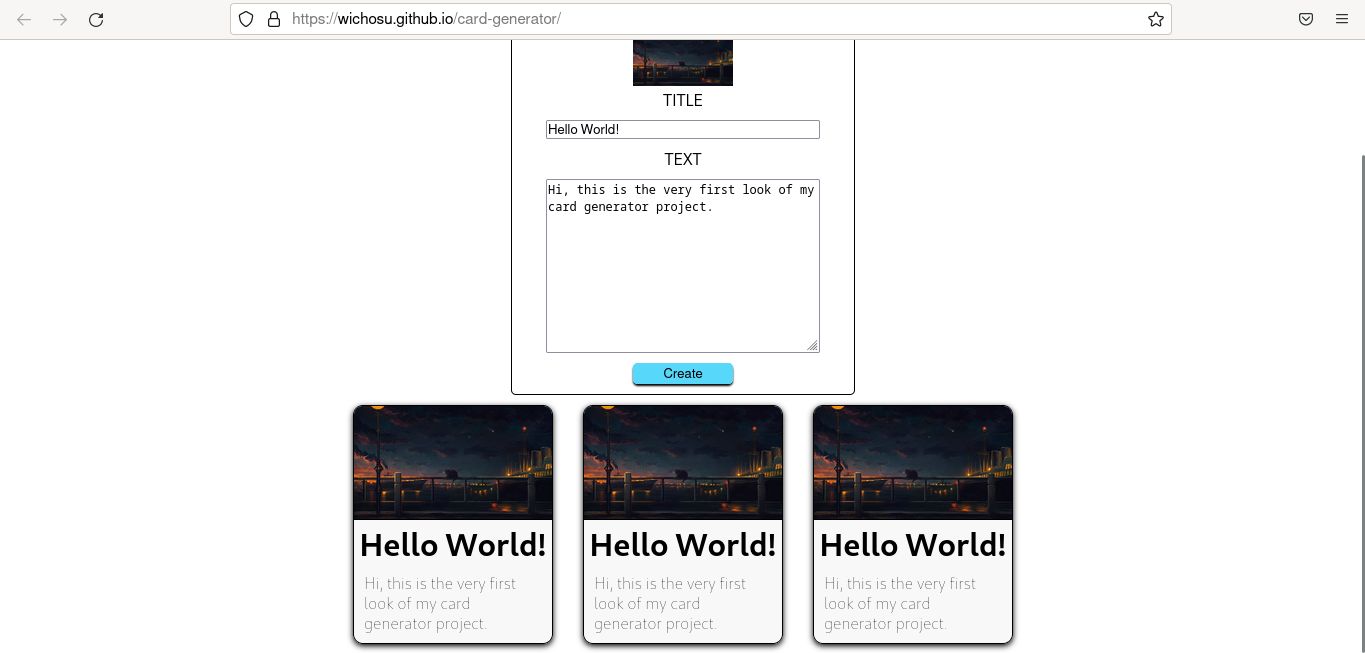 https://wichosu.github.io/card-generator/
TITLE
Hello World!
TEXT
Hi, this is the very first look of my
card generator project.
Create
Hello World!
Hi, this is the very first
look of my card
generator project.
Hello World!
Hi, this is the very first
look of my card
generator project.
Hello World!
Hi, this is the very first
look of my card
generator project.